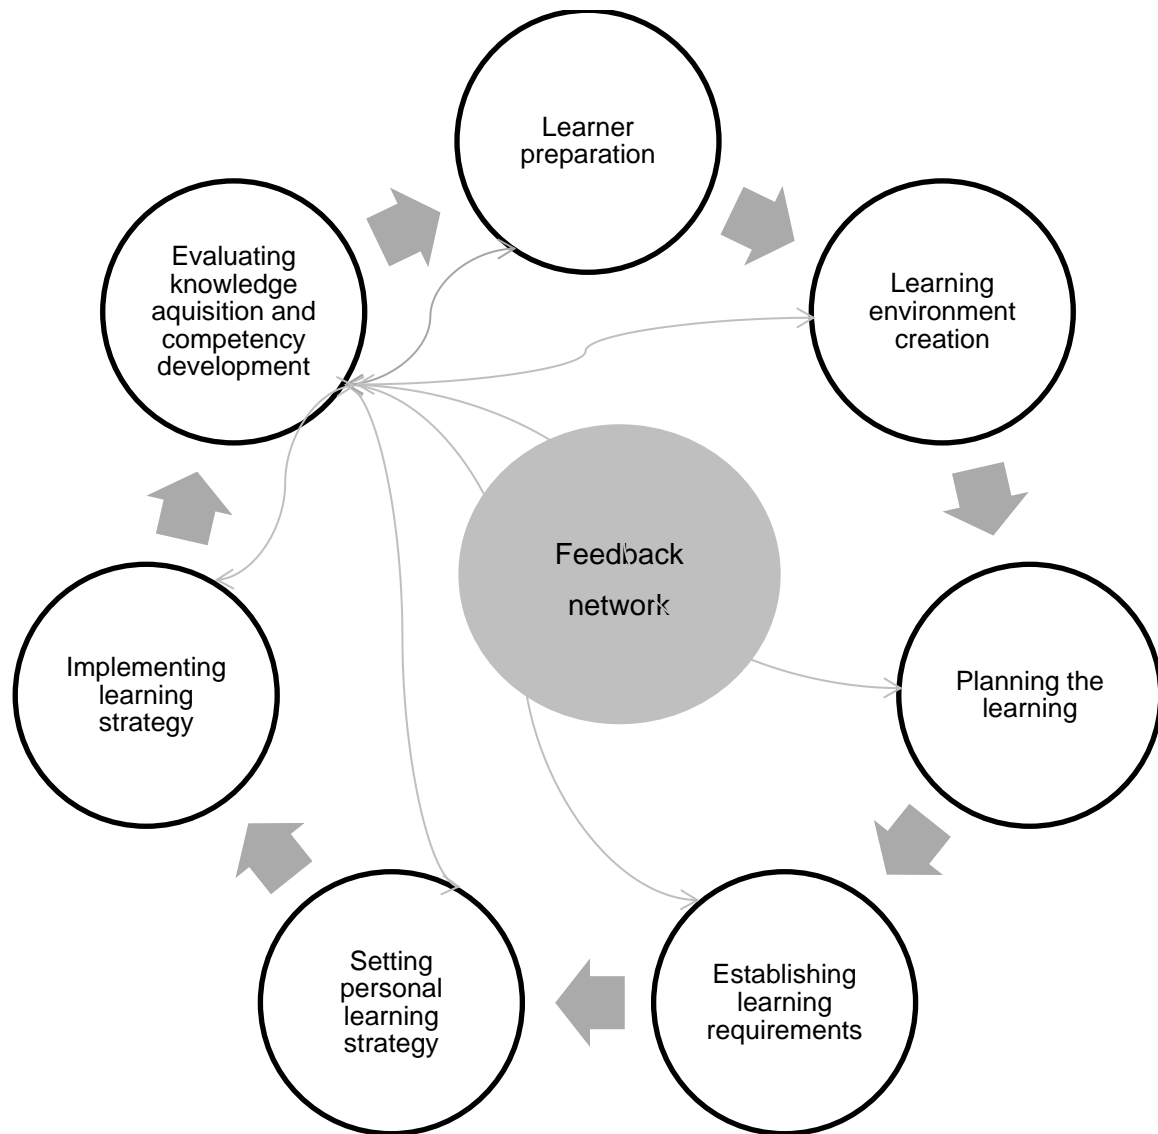 Learner
preparation
Learning
environment
creation
Planning the
learning
Establishing
learning
requirements
Setting
personal
learning
strategy
Implementing
learning
strategy
Evaluating
knowledge
aquisition and
competency
development
Feedback
network